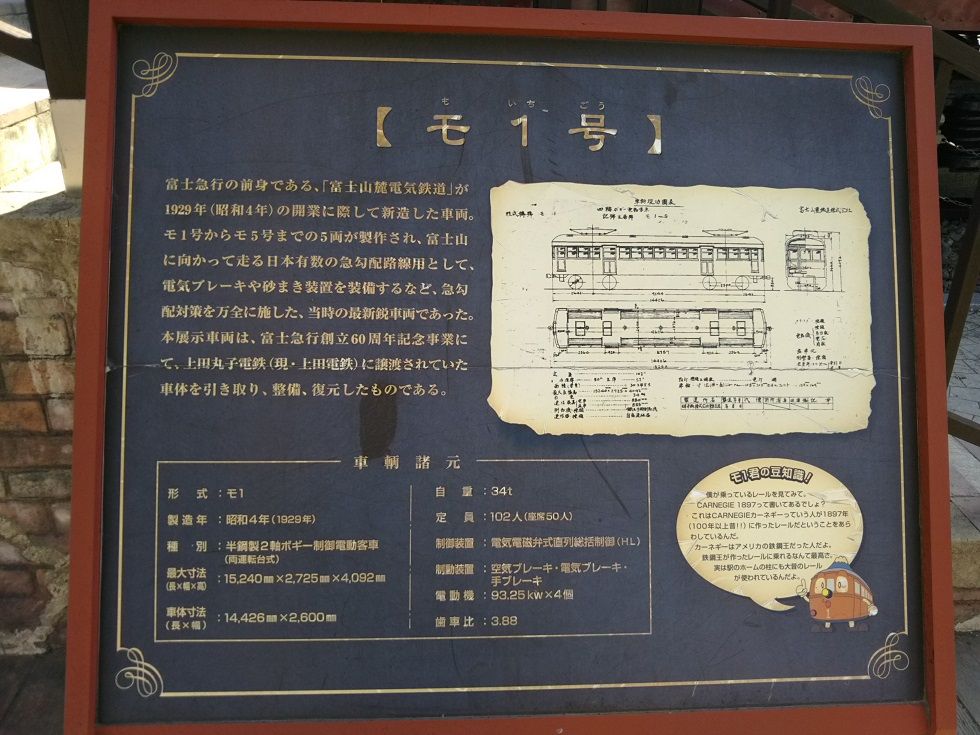 も いち ごう
【モ1号】
富士急行の前身である、「富士山麓電気鉄道」が
1929年(昭和4年)の開業に際して新造した車両。
モ1号からモ5号までの5両が製作され、富士山
に向かって走る日本有数の急勾配路線用として、
電気ブレーキや砂まき装置を装備するなど、急勾
配対策を万全に施した、当時の最新鋭車両であった。
本展示車両は、富士急行創立60周年記念事業に
て、上田丸子電鉄(現・上田電鉄)に譲渡されていた
車体を引き取り、整備、復元したものである。
車輌諸元
形 式：モ1
製造年：昭和4年(1929年)
種 別：半鋼製2軸ボギー制御電動客車
(両運転台式)
最大寸法：15,240㎜×2,725㎜×4,092㎜
(長×幅×高)
車体寸法：14,426㎜×2,600㎜
(長×幅)
自 重：34t
定 員：102人(座席50人)
制御装置：電気電磁弁式直列総括制御(HL)
制動装置：空気ブレーキ・電気ブレーキ・
手ブレーキ
電動機：93.25kw×4個
歯車比：3.88
モ1君の豆知識！
僕が乗っているレールを見てみて、
CARNEGIE 1897って書いてあるでしょ？
これはCARNEGIEカーネギーっていう人が1897年
(100年以上昔!!)に作ったレールだということをあら
わしているんだ。
カーネギーはアメリカの鉄鋼王だった人だよ。
鉄鋼王が作ったレールに乗れるなんて最高さ。
実は駅のホームの柱にも大昔のレール
が使われているんだよ。